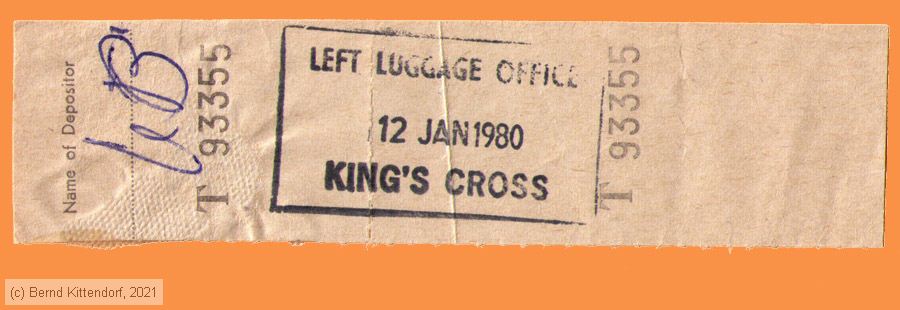 Name of Depositor
T 93355
LEFT LUGGAGE OFFICE
12 JAN 1980
KING'S CROSS
T 93355
(c) Bernd Kittendorf, 2021